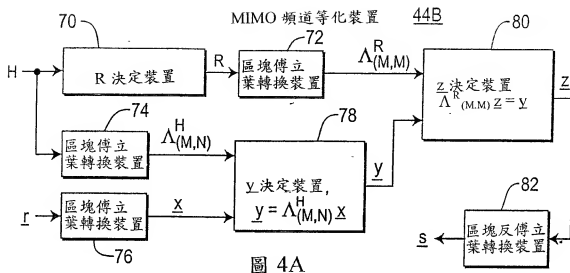 MIMO 頻道等化裝置 44B
70
72
80
H
R 決定裝置
R
區塊傅立
葉轉換裝置
Λ^R_(M,M)
z 決定裝置
Λ^R_(M.M) z = y
z
74
78
區塊傅立
葉轉換裝置
Λ^H_(M,N)
y 決定裝置,
y = Λ^H_(M,N) x
y
r
區塊傅立
葉轉換裝置
x
76
82
s
區塊反傅立
葉轉換裝置
圖 4A